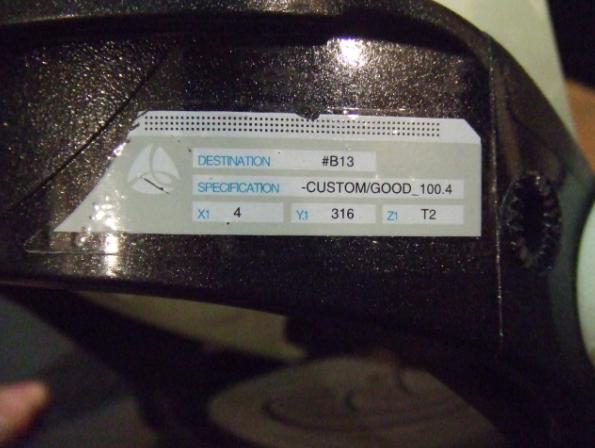 DESTINATION #B13
SPECIFICATION -CUSTOM/GOOD_100.4
X1 4 Y1 316 Z1 T2